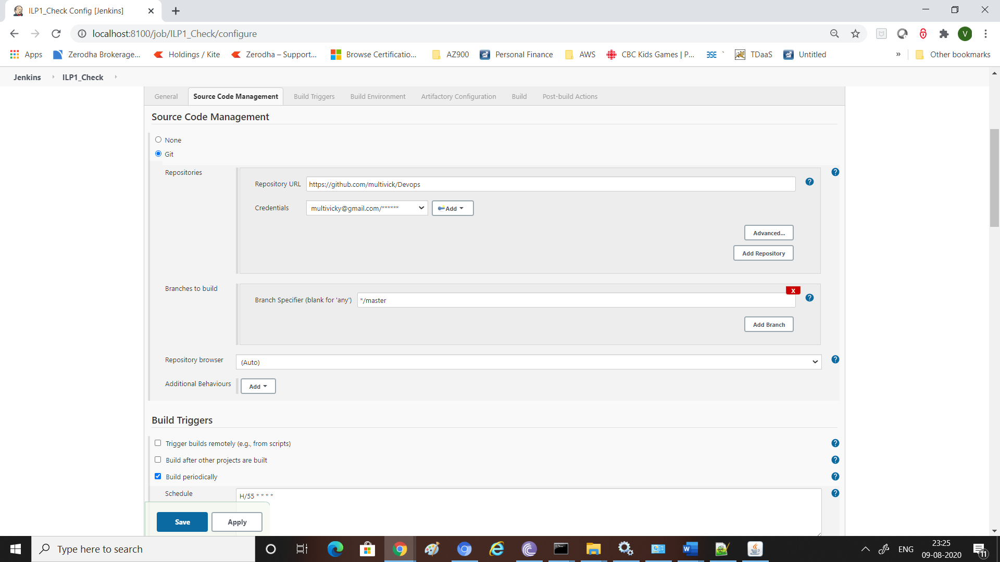 ILP1_Check Config [Jenkins]
localhost:8100/job/ILP1_Check/configure
V
Apps
Zerodha Brokerage...
Holdings / Kite
Zerodha – Support...
Browse Certificatio...
AZ900
Personal Finance
AWS
CBC Kids Games | P...
BSE `
TDaaS
Untitled
»
Other bookmarks
Jenkins
ILP1_Check
General
Source Code Management
Build Triggers
Build Environment
Artifactory Configuration
Build
Post-build Actions
Source Code Management
None
Git
Repositories
Repository URL
https://github.com/multivick/Devops
Credentials
multivicky@gmail.com/******
Add
Advanced...
Add Repository
Branches to build
X
Branch Specifier (blank for 'any')
*/master
Add Branch
Repository browser
(Auto)
Additional Behaviours
Add
Build Triggers
Trigger builds remotely (e.g., from scripts)
Build after other projects are built
Build periodically
Schedule
H/55 * * * *
Save
Apply
Type here to search
ENG
23:25
09-08-2020
11